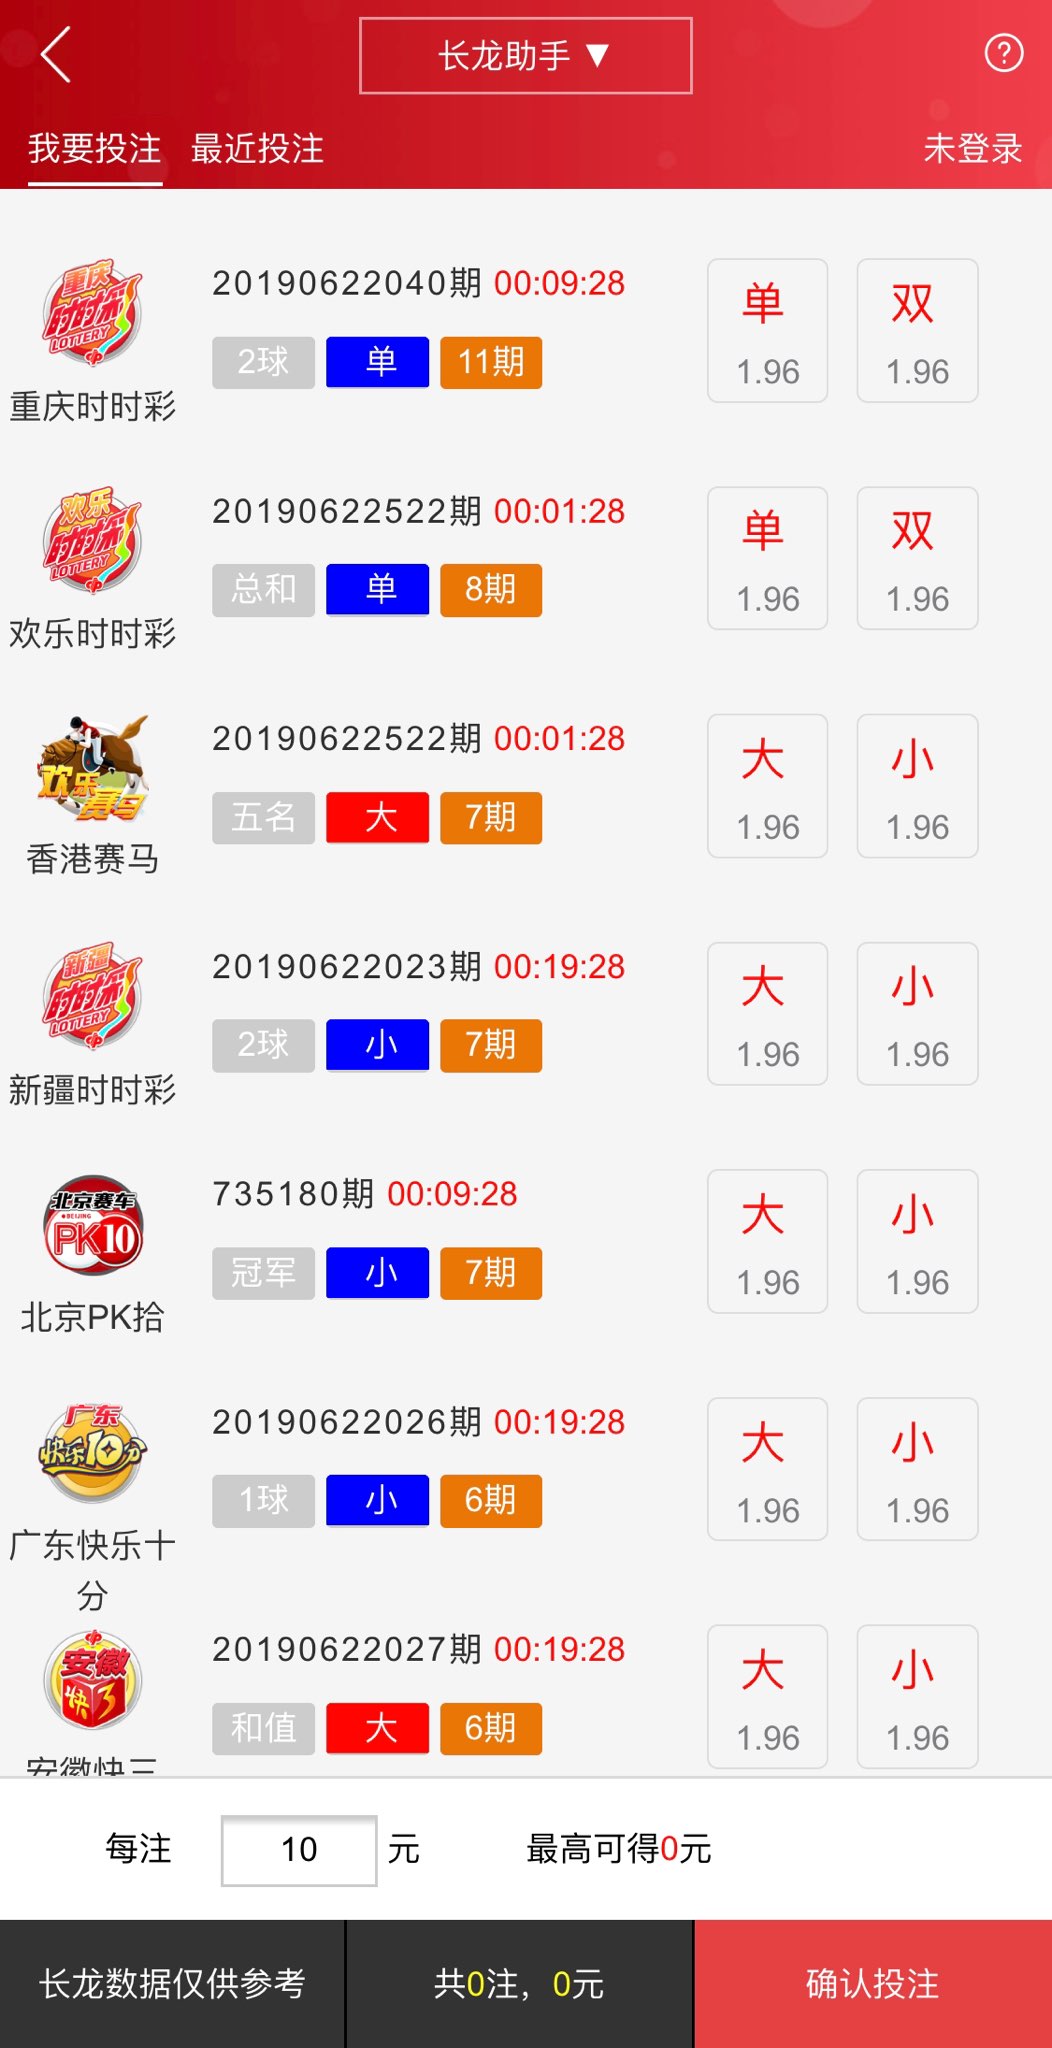 长龙助手 ▼
?
我要投注 最近投注 未登录
重庆
时时彩
LOTTERY
重庆时时彩
20190622040期 00:09:28
2球 单 11期
单 1.96
双 1.96
欢乐
时时彩
LOTTERY
欢乐时时彩
20190622522期 00:01:28
总和 单 8期
单 1.96
双 1.96
欢乐
赛马
香港赛马
20190622522期 00:01:28
五名 大 7期
大 1.96
小 1.96
新疆
时时彩
LOTTERY
新疆时时彩
20190622023期 00:19:28
2球 小 7期
大 1.96
小 1.96
北京赛车
BEIJING
PK10
北京PK拾
735180期 00:09:28
冠军 小 7期
大 1.96
小 1.96
广东
快乐10分
广东快乐十
分
20190622026期 00:19:28
1球 小 6期
大 1.96
小 1.96
安徽
快3
安徽快三
20190622027期 00:19:28
和值 大 6期
大 1.96
小 1.96
每注 10 元 最高可得0元
长龙数据仅供参考 共0注，0元 确认投注